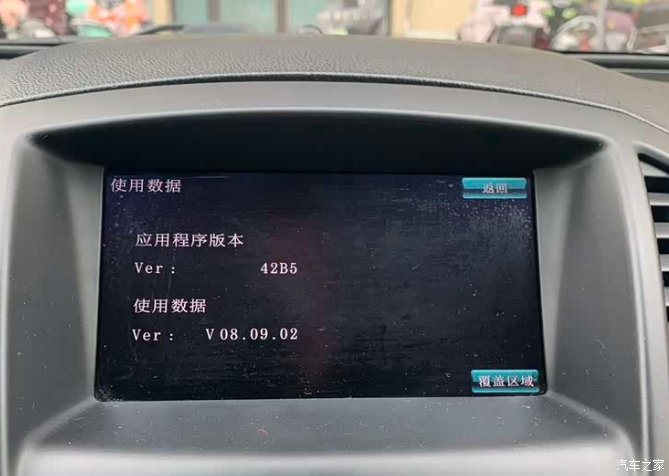 使用数据
返回
应用程序版本
Ver： 42B5
使用数据
Ver： V 08.09.02
覆盖区域
汽车之家